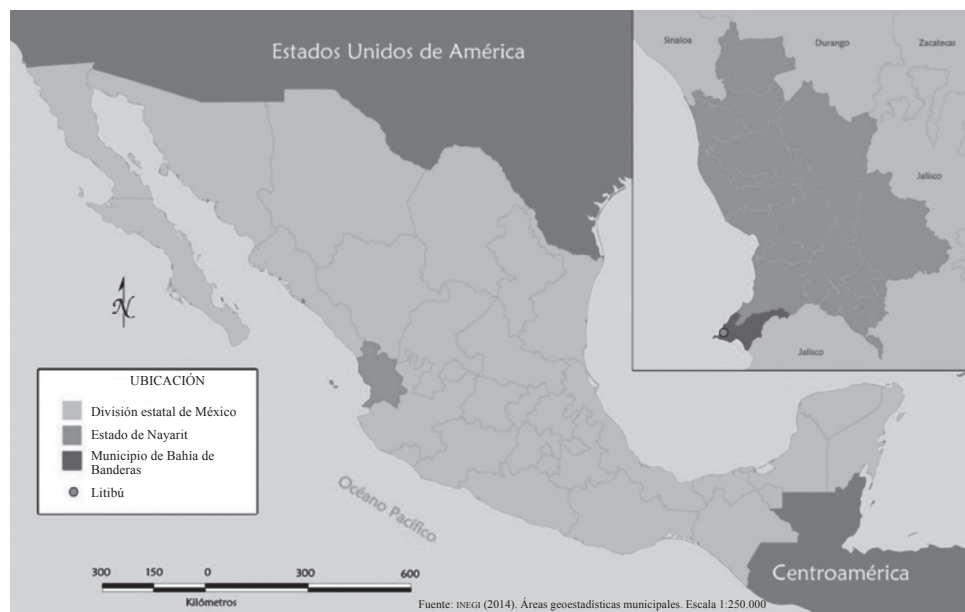 Estados Unidos de América
Sinaloa
Durango
Zacatecas
Jalisco
Jalisco
N
UBICACIÓN
División estatal de México
Estado de Nayarit
Municipio de Bahía de
Banderas
Litibú
Océano Pacífico
300 150 0 300 600
Kilómetros
Centroamérica
Fuente: INEGI (2014). Áreas geoestadísticas municipales. Escala 1:250.000